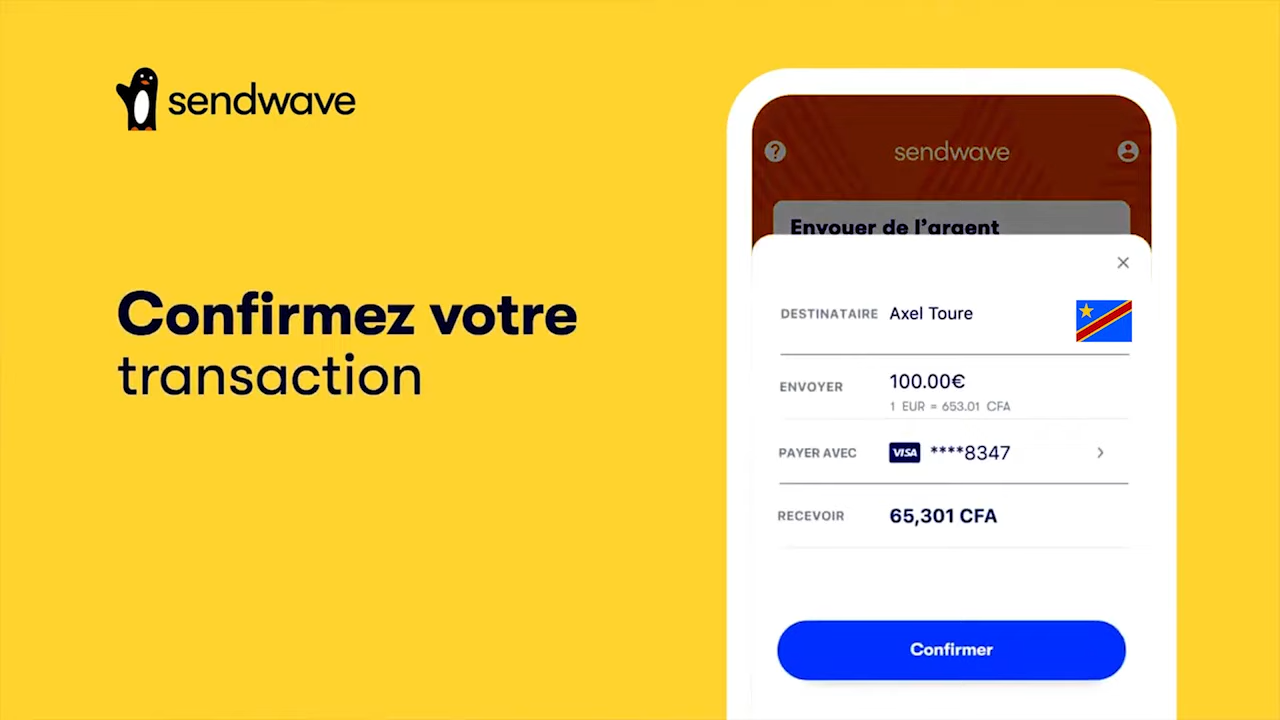 sendwave
Confirmez votre
transaction
?
sendwave
Envoyer de l'argent
DESTINATAIRE Axel Toure
ENVOYER 100.00€
1 EUR = 653.01 CFA
PAYER AVEC VISA ****8347
RECEVOIR 65,301 CFA
Confirmer